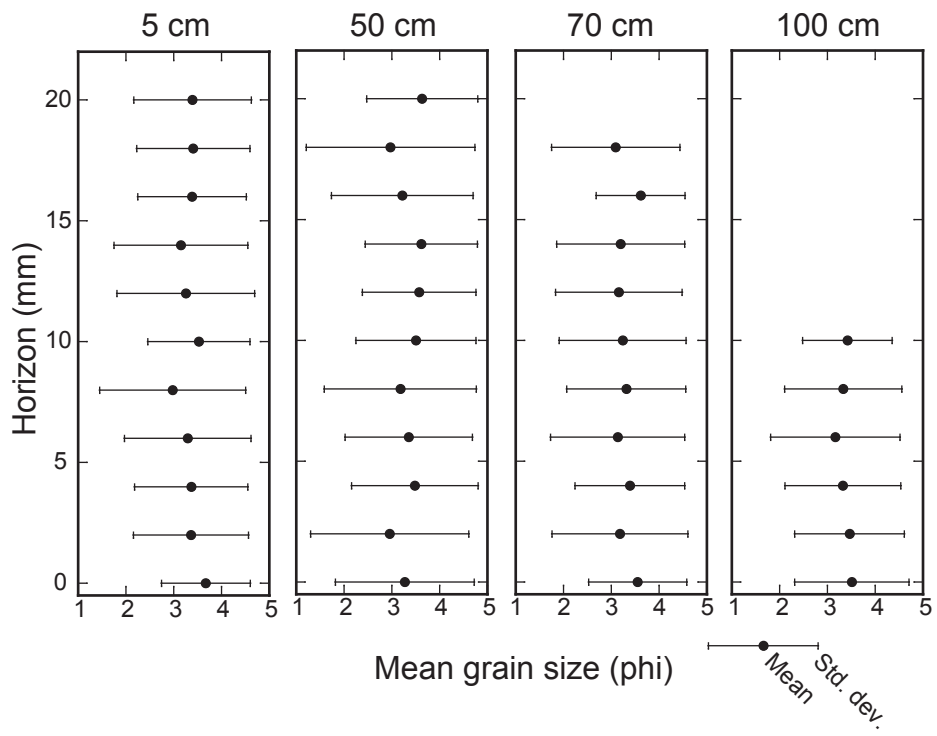 5 cm 50 cm 70 cm 100 cm
20
15
10
5
0
Horizon (mm)
1 2 3 4 5 1 2 3 4 5 1 2 3 4 5 1 2 3 4 5
Mean grain size (phi)
Mean
Std. dev.